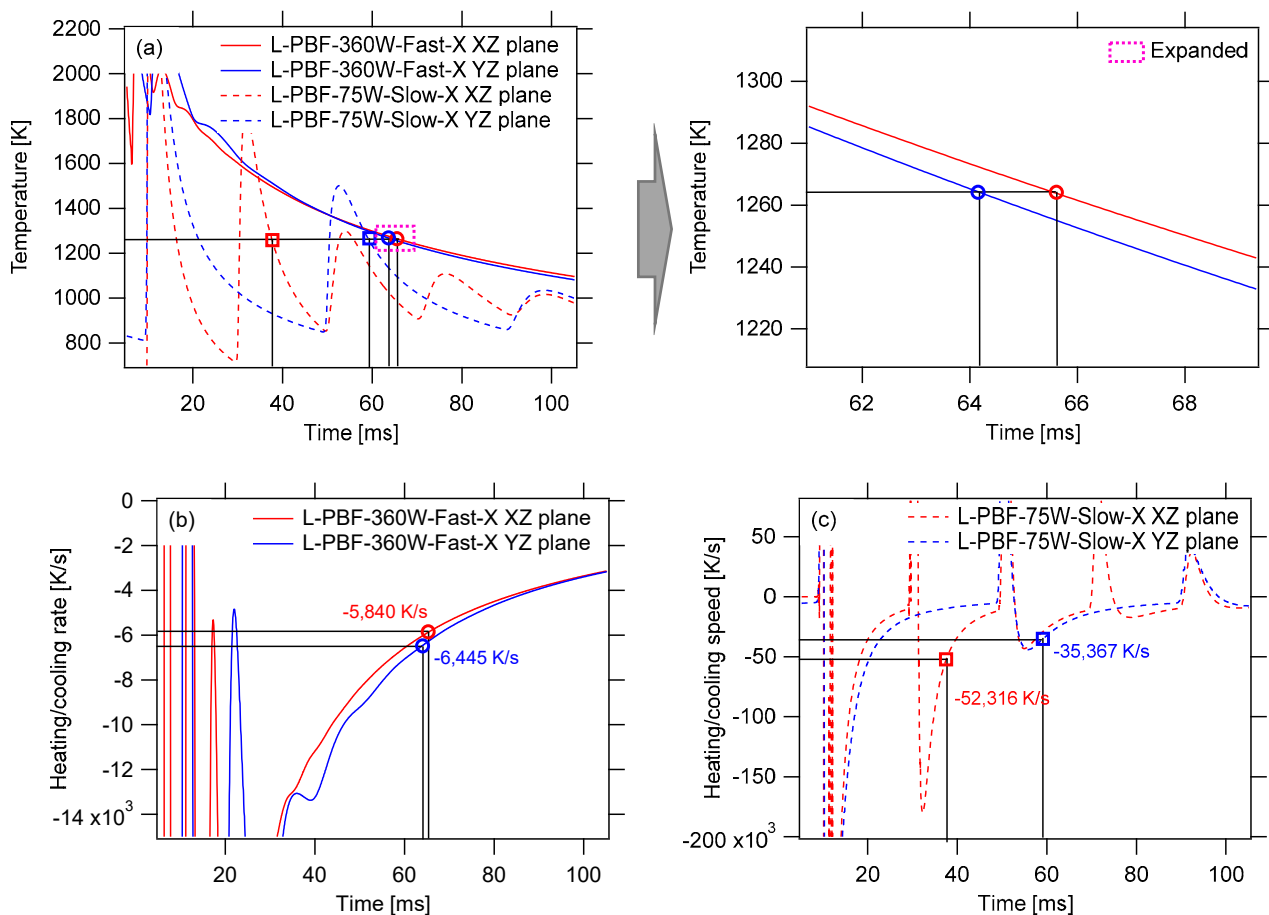 (a)
L-PBF-360W-Fast-X XZ plane
L-PBF-360W-Fast-X YZ plane
L-PBF-75W-Slow-X XZ plane
L-PBF-75W-Slow-X YZ plane
2200
2000
1800
1600
1400
1200
1000
800
Temperature [K]
20
40
60
80
100
Time [ms]
Expanded
1300
1280
1260
1240
1220
Temperature [K]
62
64
66
68
Time [ms]
(b)
L-PBF-360W-Fast-X XZ plane
L-PBF-360W-Fast-X YZ plane
0
-2
-4
-6
-8
-10
-12
-14 x10³
Heating/cooling rate [K/s]
-5,840 K/s
-6,445 K/s
20
40
60
80
100
Time [ms]
(c)
L-PBF-75W-Slow-X XZ plane
L-PBF-75W-Slow-X YZ plane
50
0
-50
-100
-150
-200 x10³
Heating/cooling speed [K/s]
-35,367 K/s
-52,316 K/s
20
40
60
80
100
Time [ms]